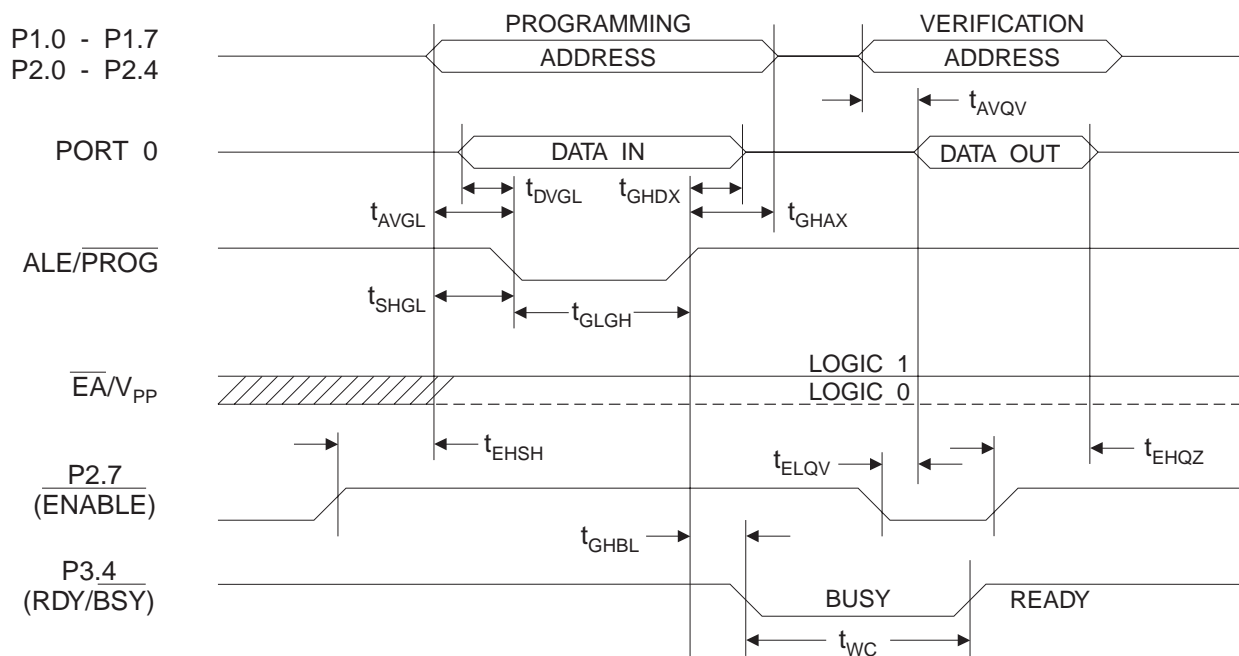 PROGRAMMING
VERIFICATION
P1.0 - P1.7
P2.0 - P2.4
ADDRESS
ADDRESS
tAVQV
PORT 0
DATA IN
DATA OUT
tDVGL
tGHDX
tAVGL
tGHAX
ALE/PROG
tSHGL
tGLGH
LOGIC 1
EA/VPP
LOGIC 0
tEHSH
tELQV
tEHQZ
P2.7
(ENABLE)
tGHBL
P3.4
(RDY/BSY)
BUSY
READY
tWC